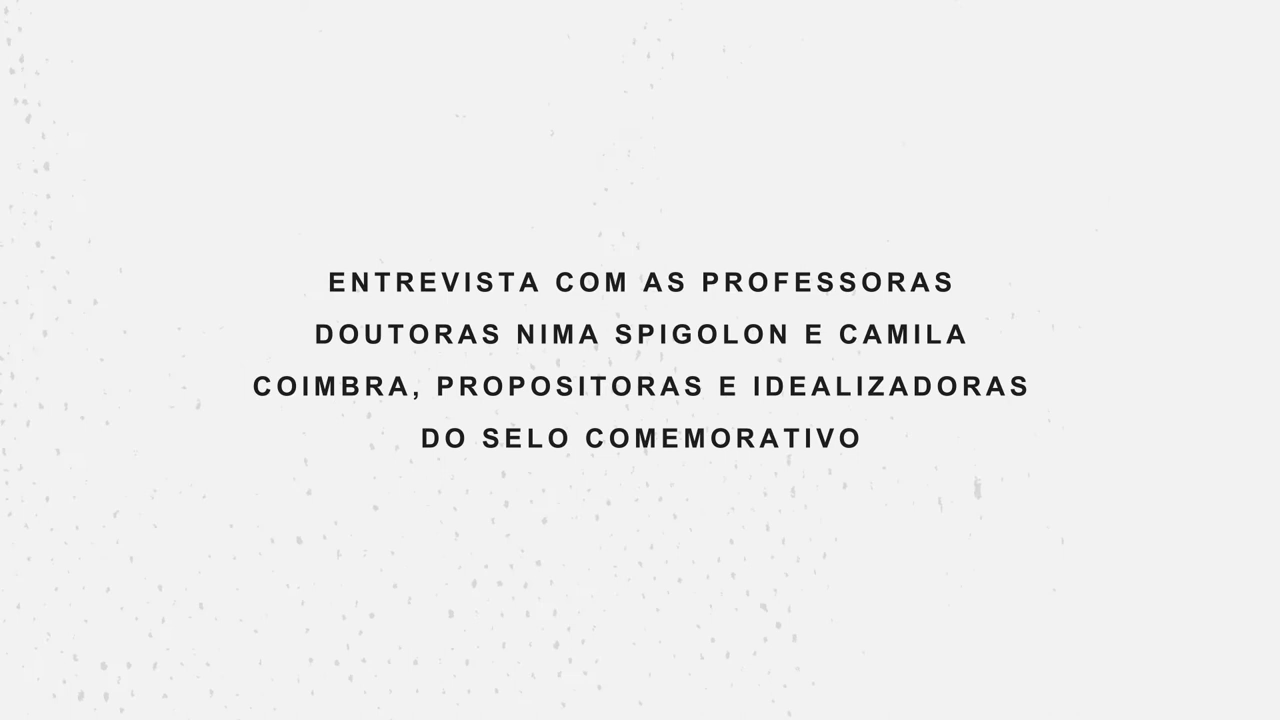 ENTREVISTA COM AS PROFESSORAS
DOUTORAS NIMA SPIGOLON E CAMILA
COIMBRA, PROPOSITORAS E IDEALIZADORAS
DO SELO COMEMORATIVO